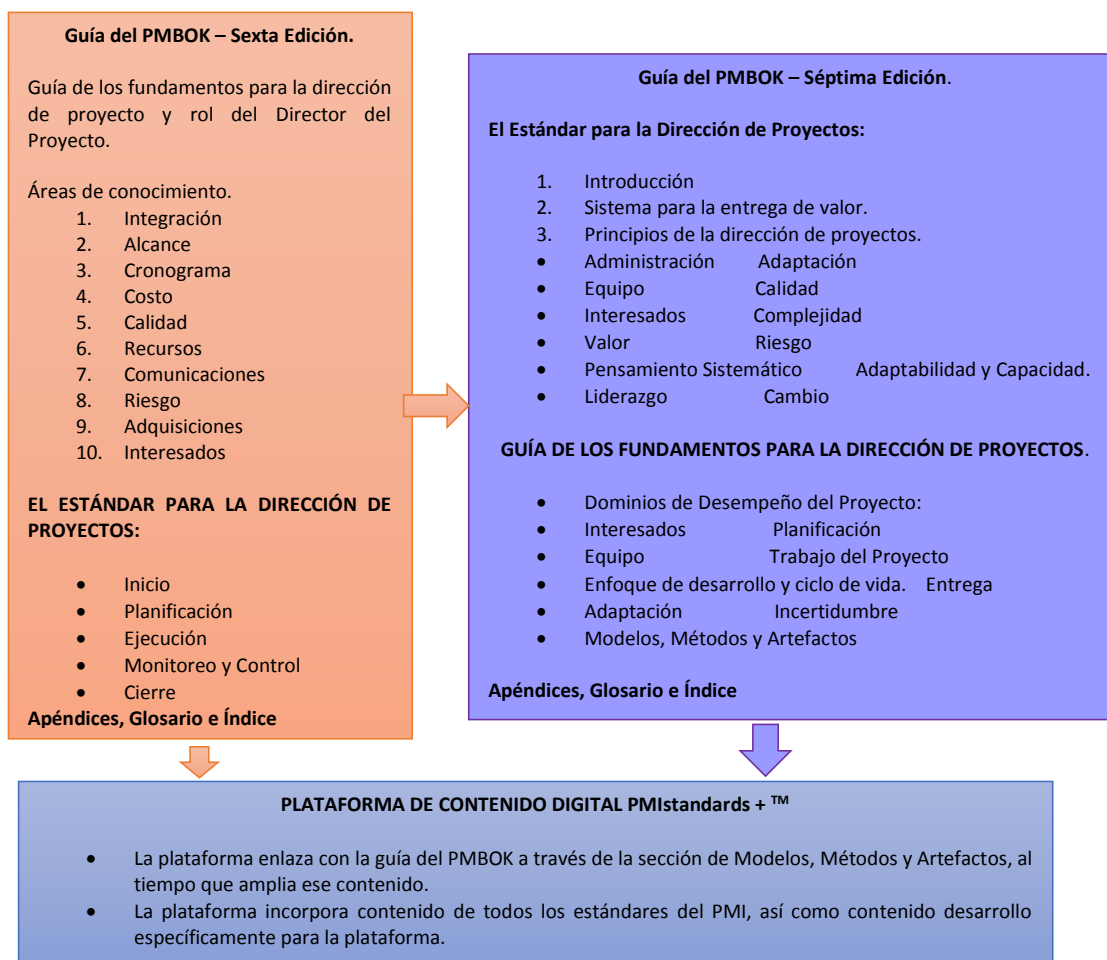 Guía del PMBOK – Sexta Edición.
Guía de los fundamentos para la dirección
de proyecto y rol del Director del
Proyecto.
Áreas de conocimiento.
1. Integración
2. Alcance
3. Cronograma
4. Costo
5. Calidad
6. Recursos
7. Comunicaciones
8. Riesgo
9. Adquisiciones
10. Interesados
EL ESTÁNDAR PARA LA DIRECCIÓN DE
PROYECTOS:
• Inicio
• Planificación
• Ejecución
• Monitoreo y Control
• Cierre
Apéndices, Glosario e Índice
Guía del PMBOK – Séptima Edición.
El Estándar para la Dirección de Proyectos:
1. Introducción
2. Sistema para la entrega de valor.
3. Principios de la dirección de proyectos.
• Administración Adaptación
• Equipo Calidad
• Interesados Complejidad
• Valor Riesgo
• Pensamiento Sistemático Adaptabilidad y Capacidad.
• Liderazgo Cambio
GUÍA DE LOS FUNDAMENTOS PARA LA DIRECCIÓN DE PROYECTOS.
• Dominios de Desempeño del Proyecto:
• Interesados Planificación
• Equipo Trabajo del Proyecto
• Enfoque de desarrollo y ciclo de vida. Entrega
• Adaptación Incertidumbre
• Modelos, Métodos y Artefactos
Apéndices, Glosario e Índice
PLATAFORMA DE CONTENIDO DIGITAL PMIstandards + TM
• La plataforma enlaza con la guía del PMBOK a través de la sección de Modelos, Métodos y Artefactos, al
tiempo que amplia ese contenido.
• La plataforma incorpora contenido de todos los estándares del PMI, así como contenido desarrollo
específicamente para la plataforma.